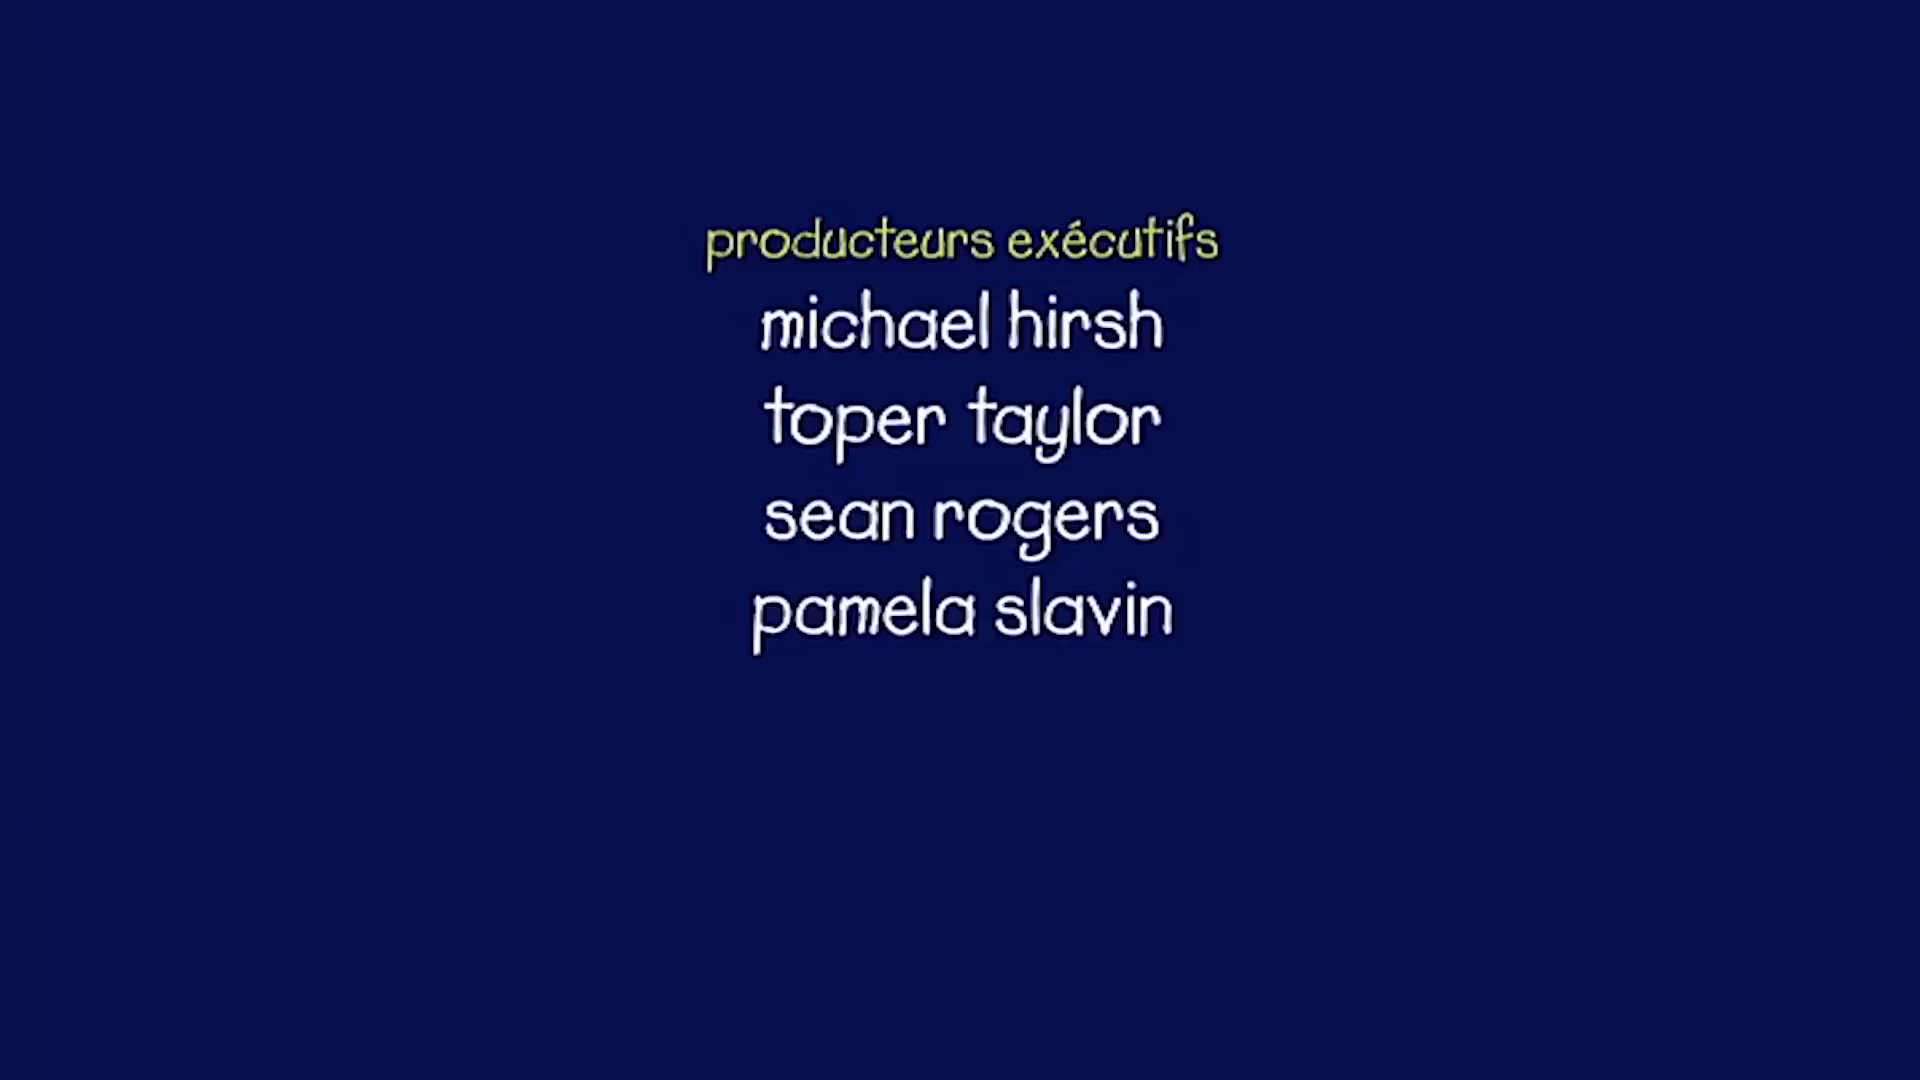 producteurs exécutifs
michael hirsh
toper taylor
sean rogers
pamela slavin